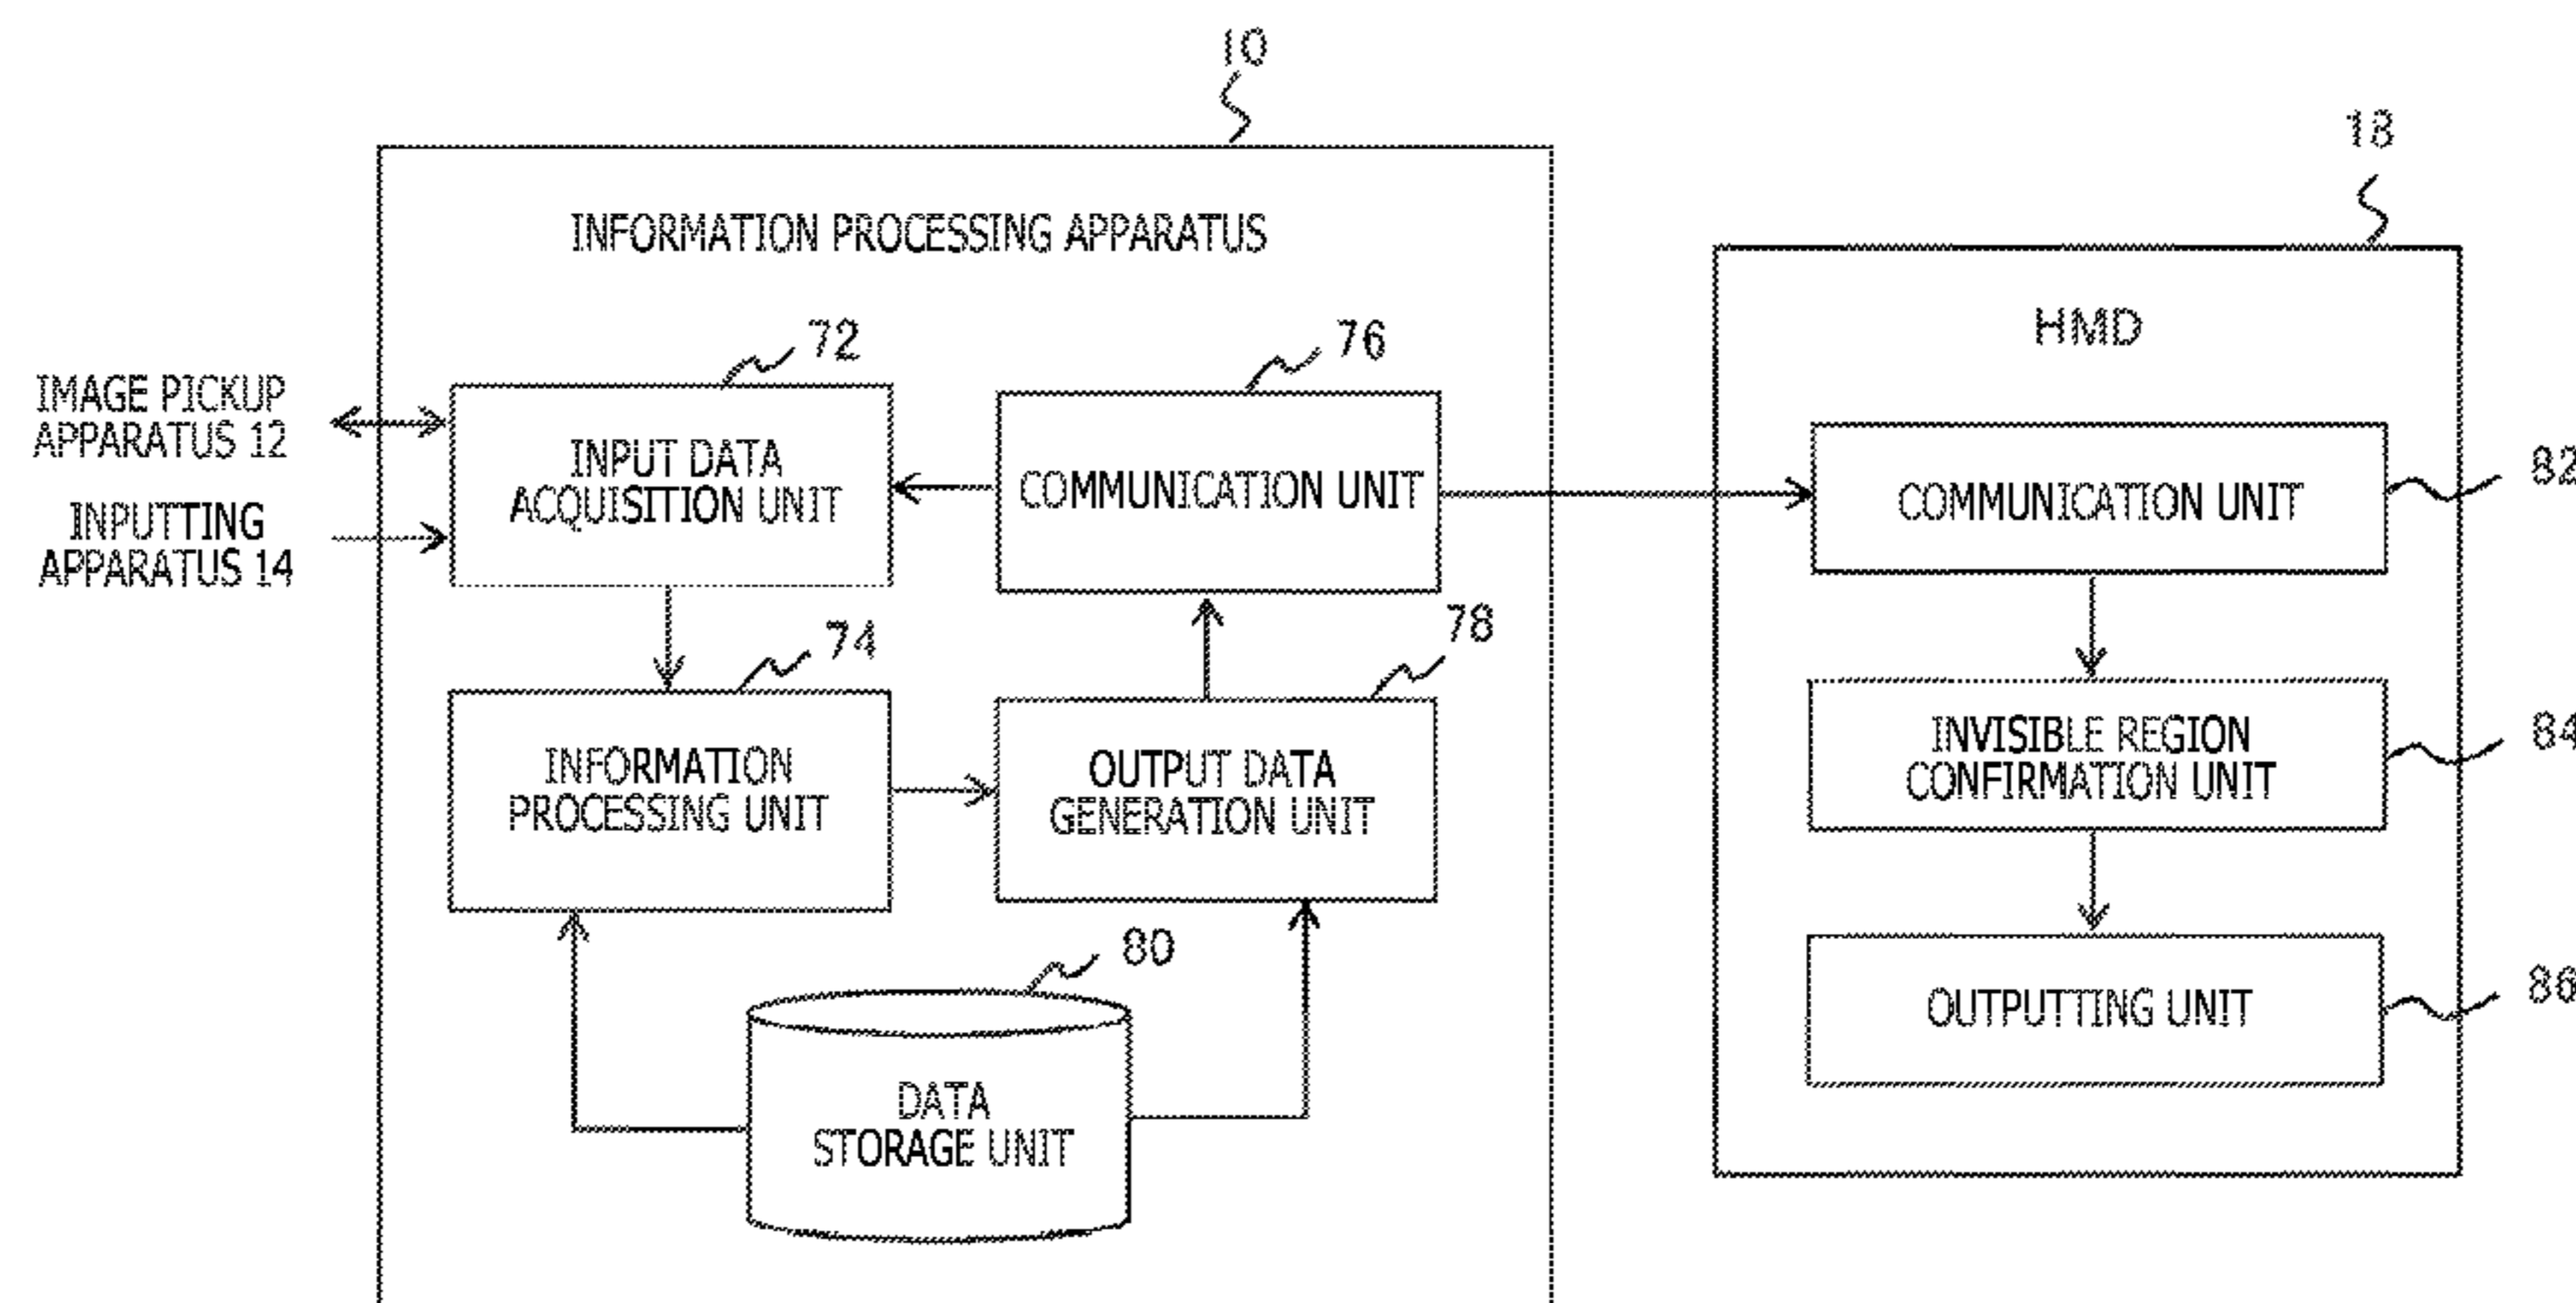 10
18
INFORMATION PROCESSING APPARATUS
HMD
72
76
IMAGE PICKUP
APPARATUS 12
INPUTTING
APPARATUS 14
INPUT DATA
ACQUISITION UNIT
COMMUNICATION UNIT
COMMUNICATION UNIT
82
74
78
INFORMATION
PROCESSING UNIT
OUTPUT DATA
GENERATION UNIT
INVISIBLE REGION
CONFIRMATION UNIT
84
80
DATA
STORAGE UNIT
OUTPUTTING UNIT
86